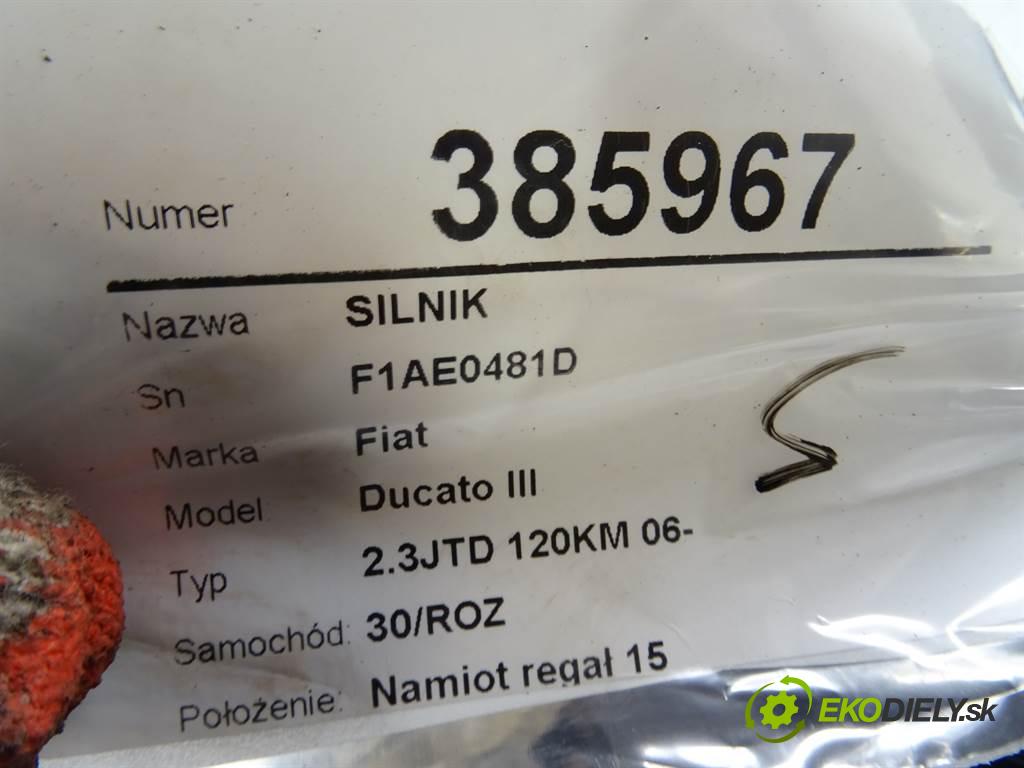 Numer 385967
Nazwa SILNIK
Sn F1AE0481D
Marka Fiat
Model Ducato III
Typ 2.3JTD 120KM 06-
Samochód: 30/ROZ
Położenie: Namiot regał 15
S
EKODIELY.sk